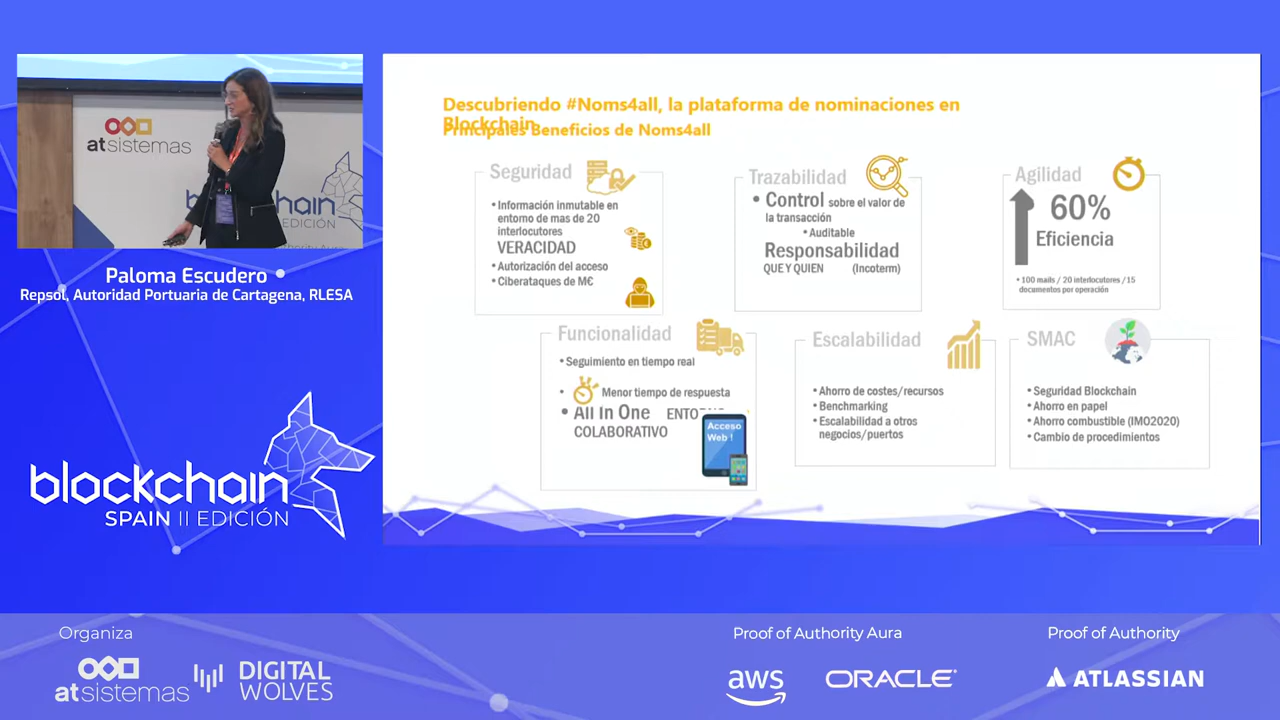 atsistemas
EDICIÓN
Paloma Escudero
Repsol, Autoridad Portuaria de Cartagena, RLESA
blockchain
SPAIN II EDICIÓN
Descubriendo #Noms4all, la plataforma de nominaciones en
Blockchain
Principales Beneficios de Noms4all
Seguridad
• Información inmutable en
entorno de mas de 20
interlocutores
VERACIDAD
• Autorización del acceso
• Ciberataques de M€
Trazabilidad
• Control sobre el valor de
la transacción
• Auditable
Responsabilidad
QUE Y QUIEN (Incoterm)
Agilidad
60%
Eficiencia
• 100 mails / 20 interlocutores / 15
documentos por operación
Funcionalidad
• Seguimiento en tiempo real
• Menor tiempo de respuesta
• All In One
COLABORATIVO
Acceso
Web !
Escalabilidad
• Ahorro de costes/recursos
• Benchmarking
• Escalabilidad a otros
negocios/puertos
SMAC
• Seguridad Blockchain
• Ahorro en papel
• Ahorro combustible (IMO2020)
• Cambio de procedimientos
Organiza
atsistemas
DIGITAL
WOLVES
Proof of Authority Aura
aws
ORACLE
Proof of Authority
ATLASSIAN